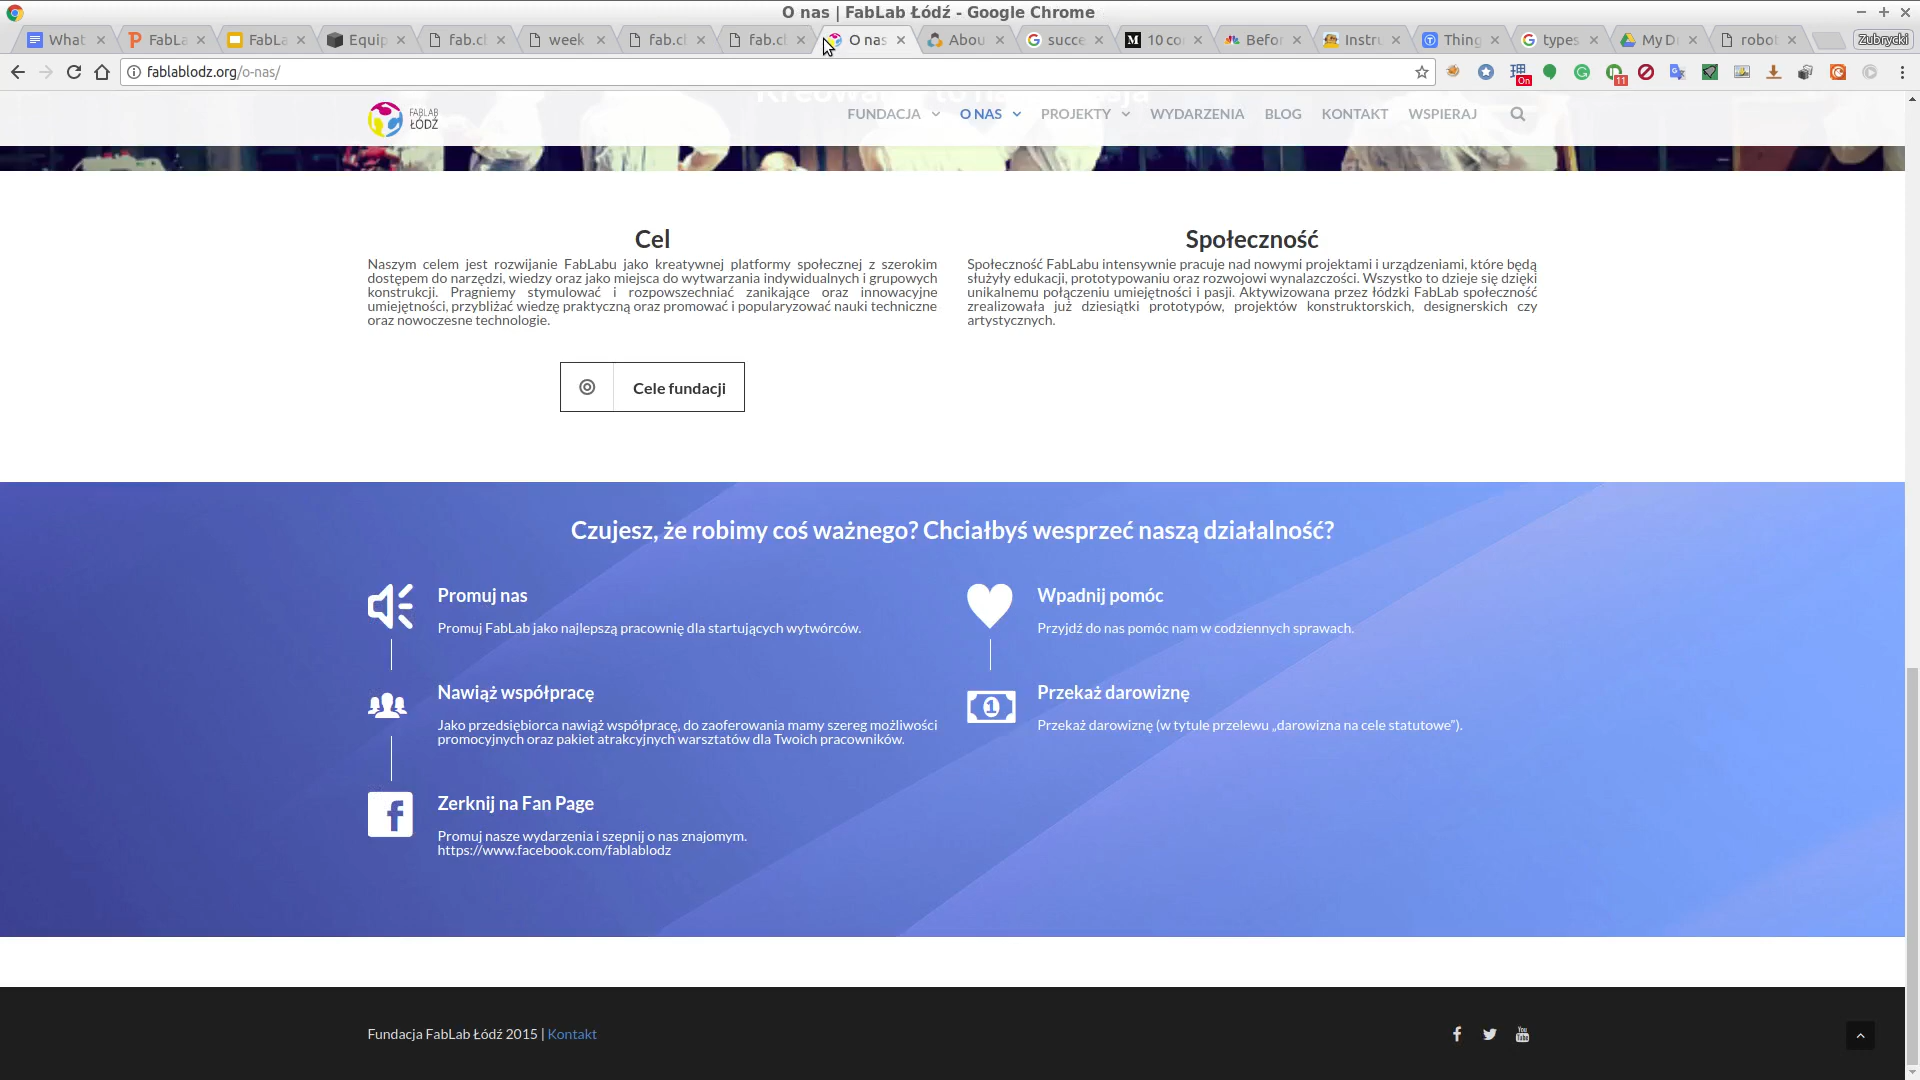 O nas | FabLab Łódź - Google Chrome
What
FabLa
FabLa
Equip
fab.cl
week
fab.cl
fab.cl
O nas
Abou
succe
10 co
Befor
Instru
Thing
types
My D
robot
Zubrycki
fablablodz.org/o-nas/
On
11
FABLAB
ŁÓDŹ
FUNDACJA
O NAS
PROJEKTY
WYDARZENIA
BLOG
KONTAKT
WSPIERAJ
Cel
Naszym celem jest rozwijanie FabLabu jako kreatywnej platformy społecznej z szerokim
dostępem do narzędzi, wiedzy oraz jako miejsca do wytwarzania indywidualnych i grupowych
konstrukcji. Pragniemy stymulować i rozpowszechniać zanikające oraz innowacyjne
umiejętności, przybliżać wiedzę praktyczną oraz promować i popularyzować nauki techniczne
oraz nowoczesne technologie.
Cele fundacji
Społeczność
Społeczność FabLabu intensywnie pracuje nad nowymi projektami i urządzeniami, które będą
służyły edukacji, prototypowaniu oraz rozwojowi wynalazczości. Wszystko to dzieje się dzięki
unikalnemu połączeniu umiejętności i pasji. Aktywizowana przez łódzki FabLab społeczność
zrealizowała już dziesiątki prototypów, projektów konstruktorskich, designerskich czy
artystycznych.
Czujesz, że robimy coś ważnego? Chciałbyś wesprzeć naszą działalność?
Promuj nas
Promuj FabLab jako najlepszą pracownię dla startujących wytwórców.
Nawiąż współpracę
Jako przedsiębiorca nawiąż współpracę, do zaoferowania mamy szereg możliwości
promocyjnych oraz pakiet atrakcyjnych warsztatów dla Twoich pracowników.
Zerknij na Fan Page
Promuj nasze wydarzenia i szepnij o nas znajomym.
https://www.facebook.com/fablablodz
Wpadnij pomóc
Przyjdź do nas pomóc nam w codziennych sprawach.
Przekaż darowiznę
Przekaż darowiznę (w tytule przelewu „darowizna na cele statutowe”).
Fundacja FabLab Łódź 2015 | Kontakt